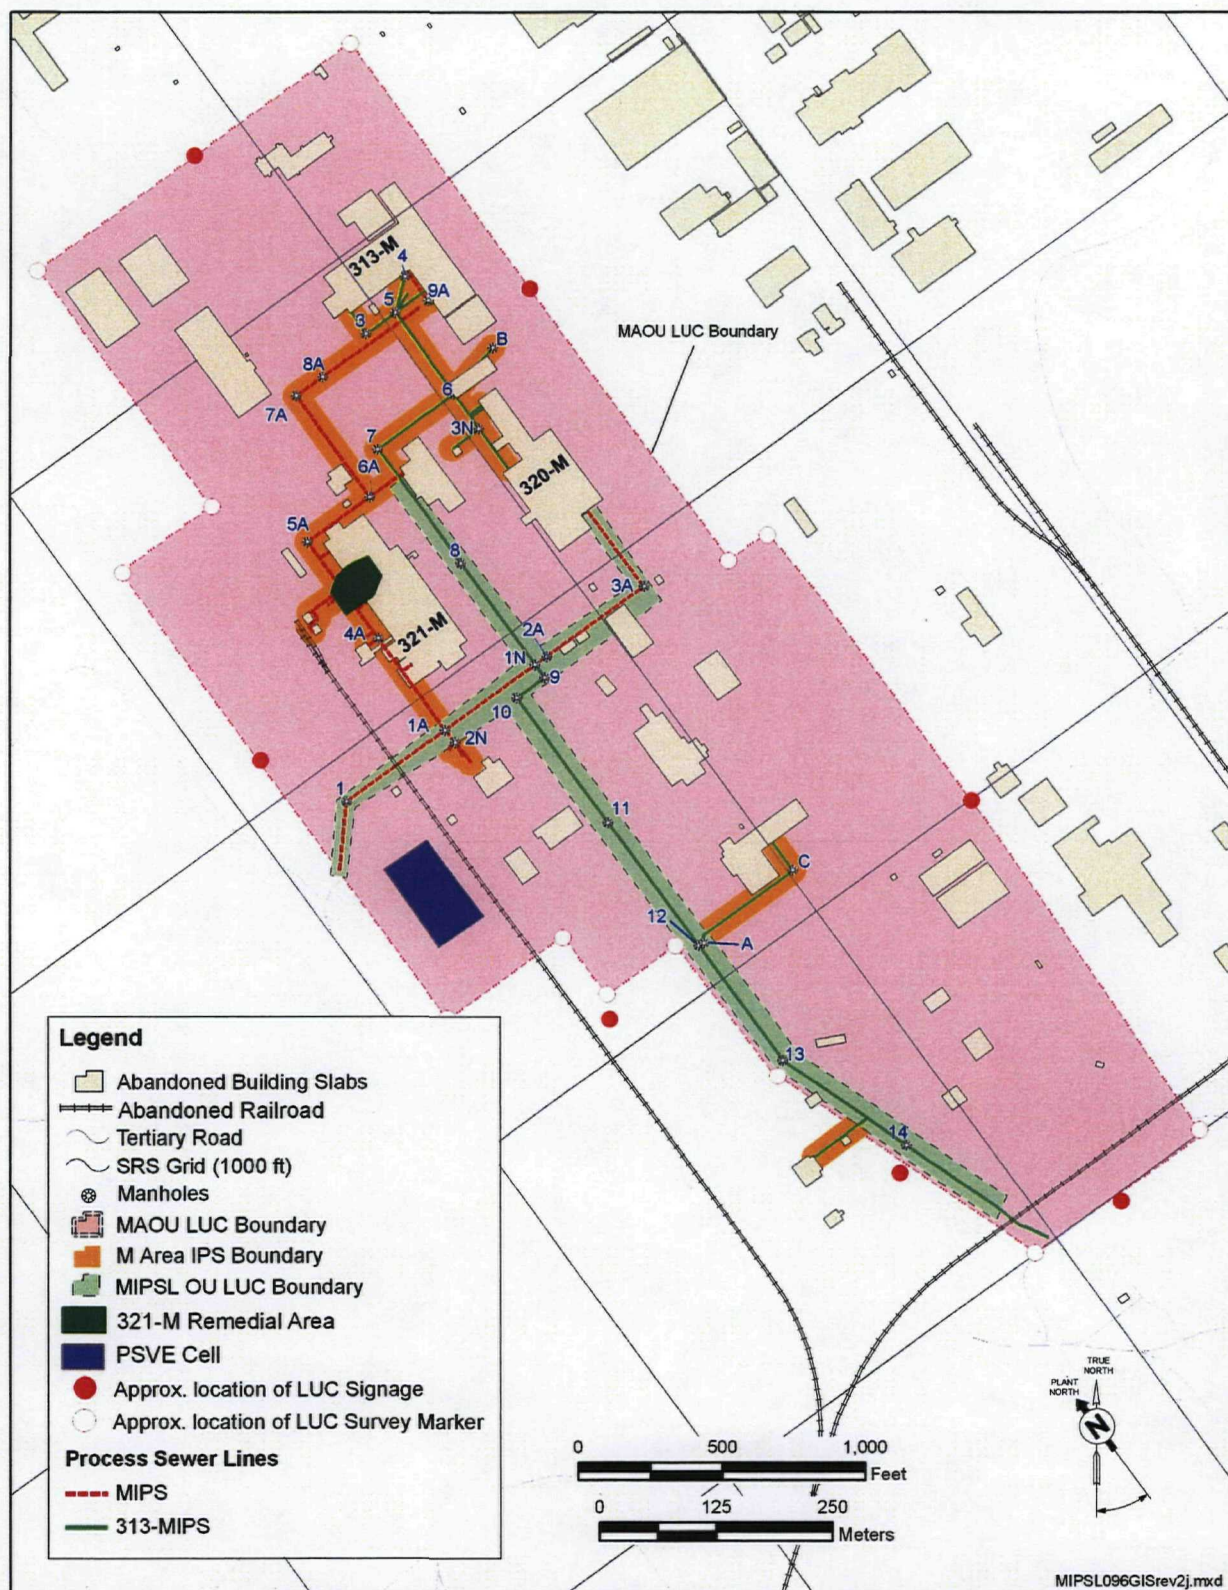 313-M
4
9A
5
3
B
MAOU LUC Boundary
8A
7A
6
3N
7
6A
320-M
5A
8
3A
4A
321-M
2A
1N
9
10
1A
2N
1
11
C
12
A
13
14
Legend
Abandoned Building Slabs
Abandoned Railroad
Tertiary Road
SRS Grid (1000 ft)
Manholes
MAOU LUC Boundary
M Area IPS Boundary
MIPSL OU LUC Boundary
321-M Remedial Area
PSVE Cell
Approx. location of LUC Signage
Approx. location of LUC Survey Marker
Process Sewer Lines
MIPS
313-MIPS
0 500 1,000
Feet
0 125 250
Meters
TRUE
NORTH
PLANT
NORTH
N
MIPSL096GISrev2j.mxd